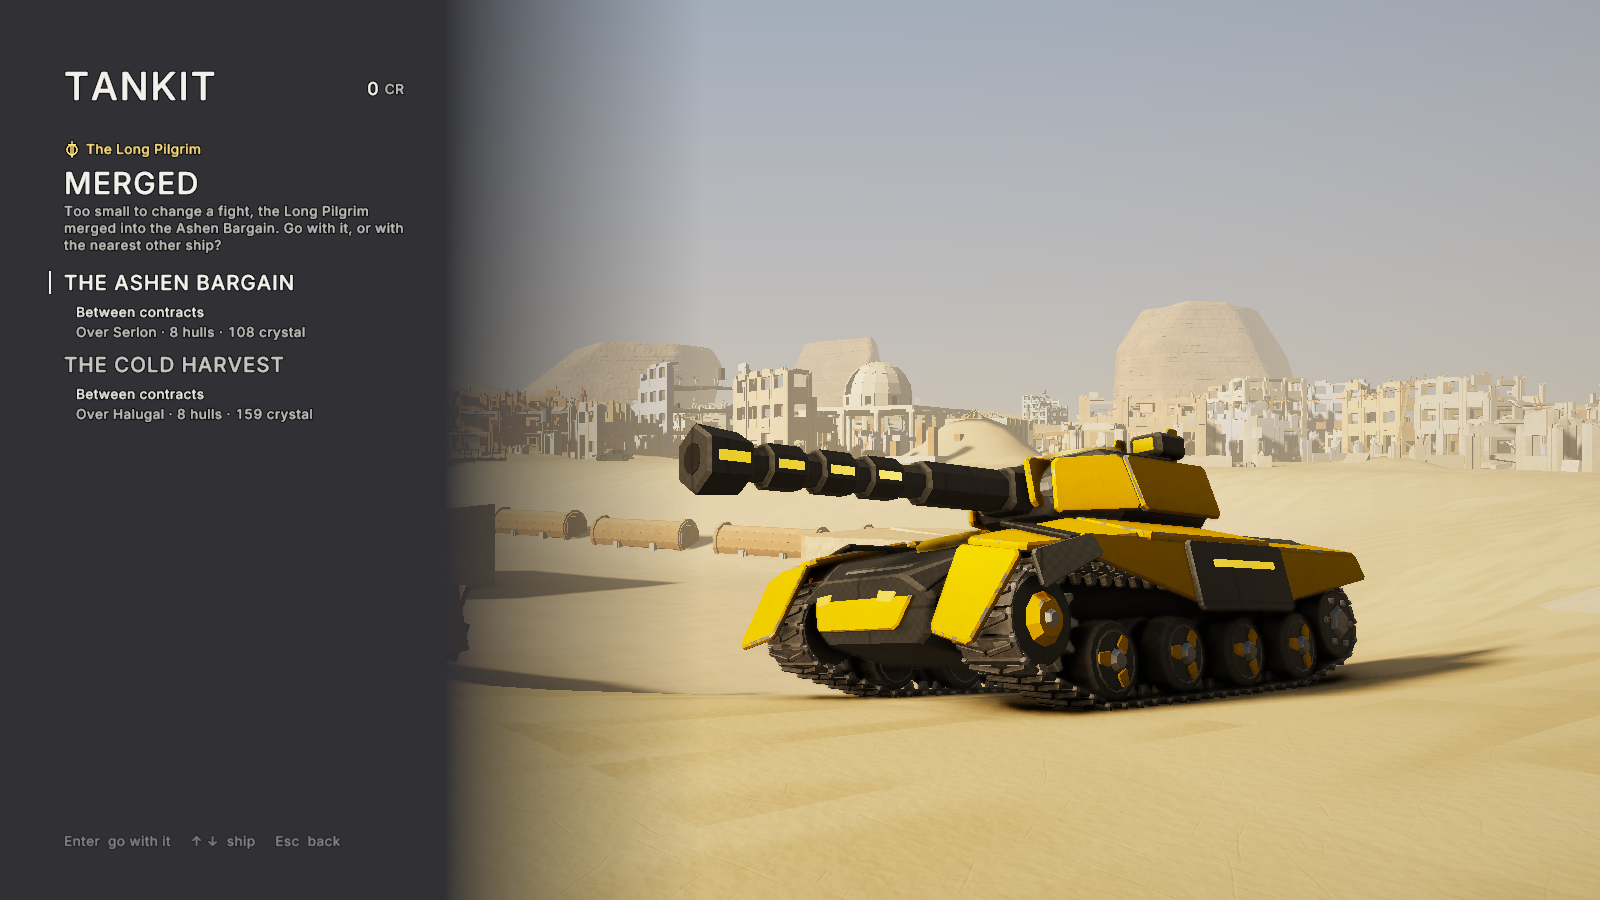 TANKIT
0 CR
The Long Pilgrim
MERGED
Too small to change a fight, the Long Pilgrim
merged into the Ashen Bargain. Go with it, or with
the nearest other ship?
THE ASHEN BARGAIN
Between contracts
Over Serlon · 8 hulls · 108 crystal
THE COLD HARVEST
Between contracts
Over Halugal · 8 hulls · 159 crystal
Enter go with it ↑ ↓ ship Esc back